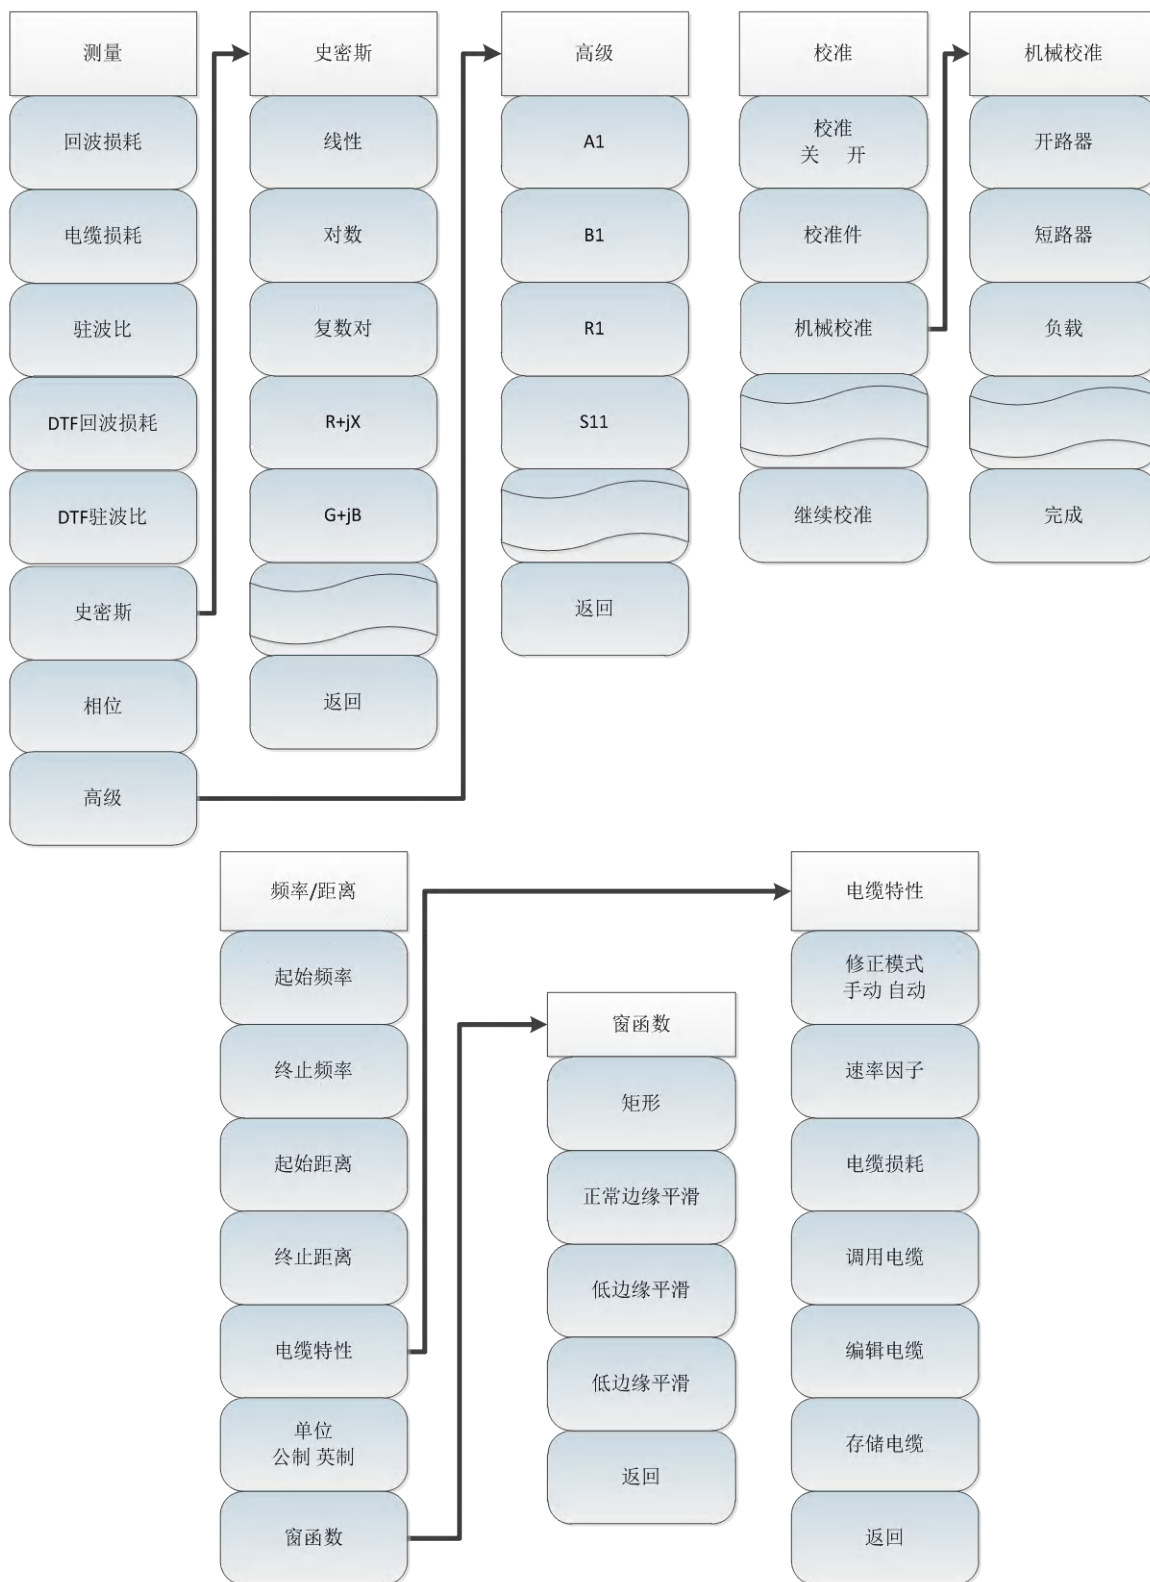 测量
回波损耗
电缆损耗
驻波比
DTF回波损耗
DTF驻波比
史密斯
相位
高级
史密斯
线性
对数
复数对
R+jX
G+jB
返回
高级
A1
B1
R1
S11
返回
校准
校准
关 开
校准件
机械校准
继续校准
机械校准
开路器
短路器
负载
完成
频率/距离
起始频率
终止频率
起始距离
终止距离
电缆特性
单位
公制 英制
窗函数
窗函数
矩形
正常边缘平滑
低边缘平滑
低边缘平滑
返回
电缆特性
修正模式
手动 自动
速率因子
电缆损耗
调用电缆
编辑电缆
存储电缆
返回